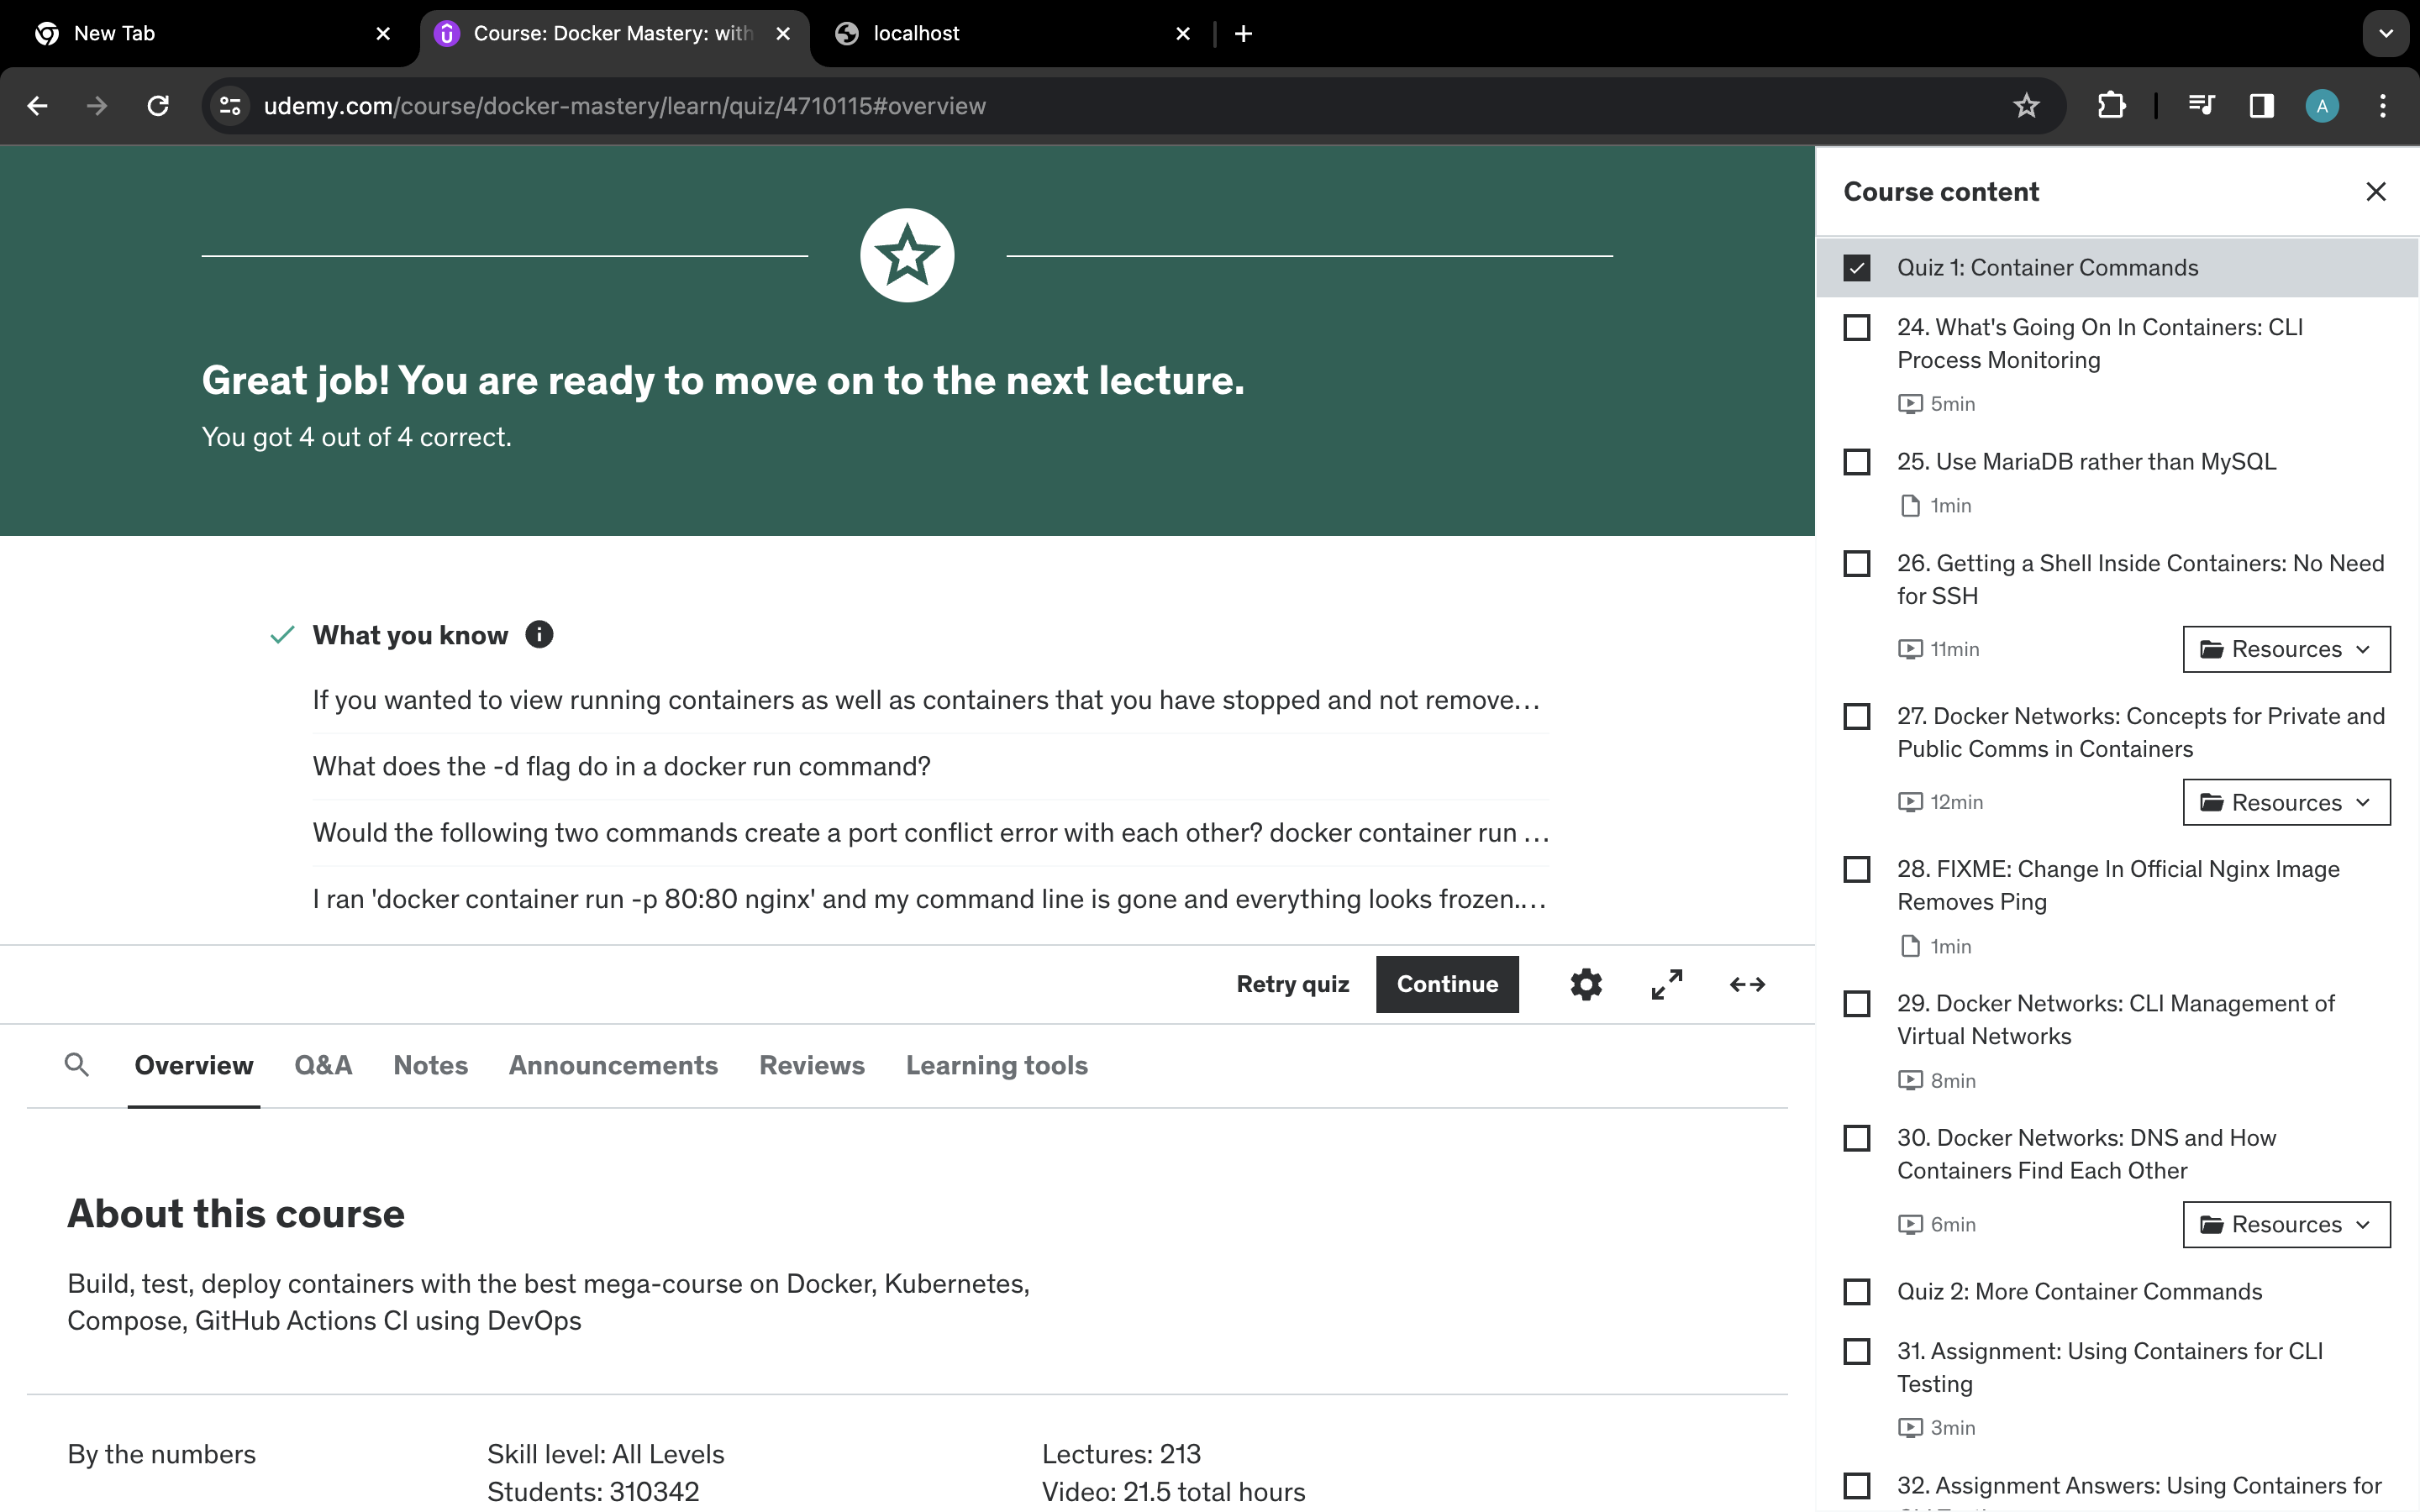 New Tab
Course: Docker Mastery: with
localhost
udemy.com/course/docker-mastery/learn/quiz/4710115#overview
A
Great job! You are ready to move on to the next lecture.
You got 4 out of 4 correct.
What you know
If you wanted to view running containers as well as containers that you have stopped and not remove...
What does the -d flag do in a docker run command?
Would the following two commands create a port conflict error with each other? docker container run ...
I ran 'docker container run -p 80:80 nginx' and my command line is gone and everything looks frozen....
Retry quiz
Continue
Overview
Q&A
Notes
Announcements
Reviews
Learning tools
About this course
Build, test, deploy containers with the best mega-course on Docker, Kubernetes,
Compose, GitHub Actions CI using DevOps
By the numbers
Skill level: All Levels
Students: 310342
Lectures: 213
Video: 21.5 total hours
Course content
Quiz 1: Container Commands
24. What's Going On In Containers: CLI
Process Monitoring
5min
25. Use MariaDB rather than MySQL
1min
26. Getting a Shell Inside Containers: No Need
for SSH
11min
Resources
27. Docker Networks: Concepts for Private and
Public Comms in Containers
12min
Resources
28. FIXME: Change In Official Nginx Image
Removes Ping
1min
29. Docker Networks: CLI Management of
Virtual Networks
8min
30. Docker Networks: DNS and How
Containers Find Each Other
6min
Resources
Quiz 2: More Container Commands
31. Assignment: Using Containers for CLI
Testing
3min
32. Assignment Answers: Using Containers for